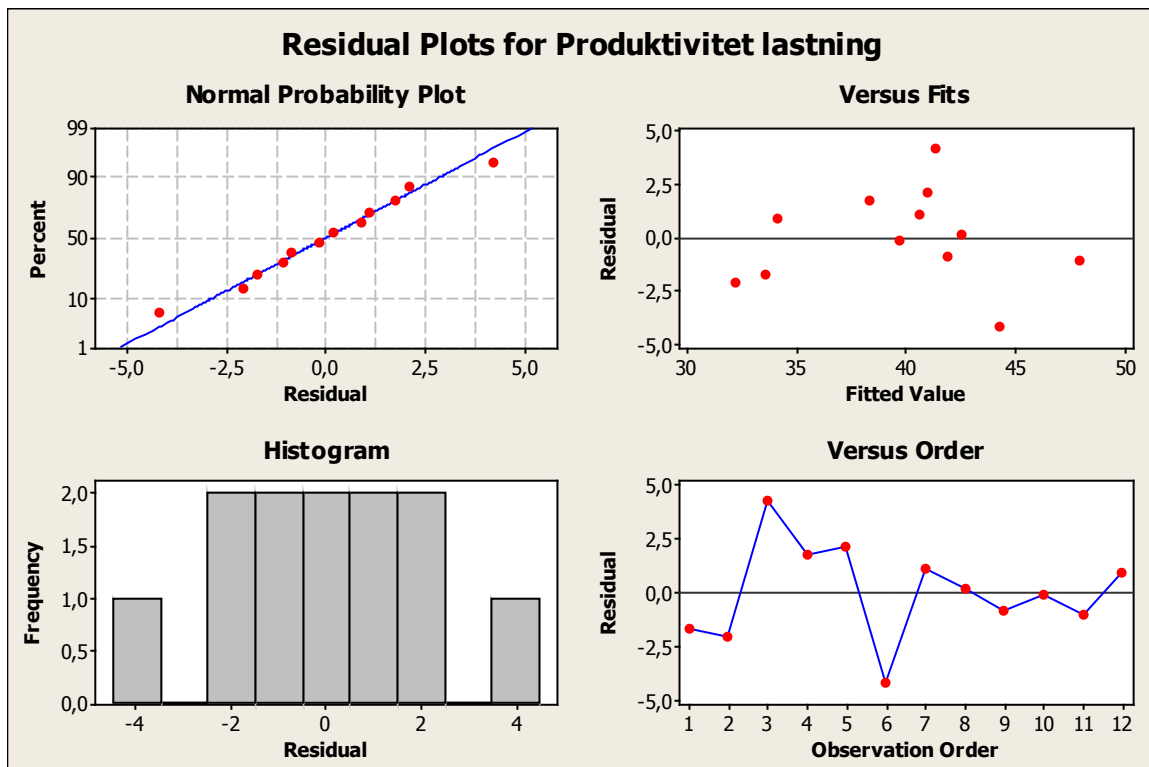 Residual Plots for Produktivitet lastning
Normal Probability Plot
Percent
99
90
50
10
1
-5,0 -2,5 0,0 2,5 5,0
Residual
Versus Fits
Residual
5,0
2,5
0,0
-2,5
-5,0
30 35 40 45 50
Fitted Value
Histogram
Frequency
2,0
1,5
1,0
0,5
0,0
-4 -2 0 2 4
Residual
Versus Order
Residual
5,0
2,5
0,0
-2,5
-5,0
1 2 3 4 5 6 7 8 9 10 11 12
Observation Order